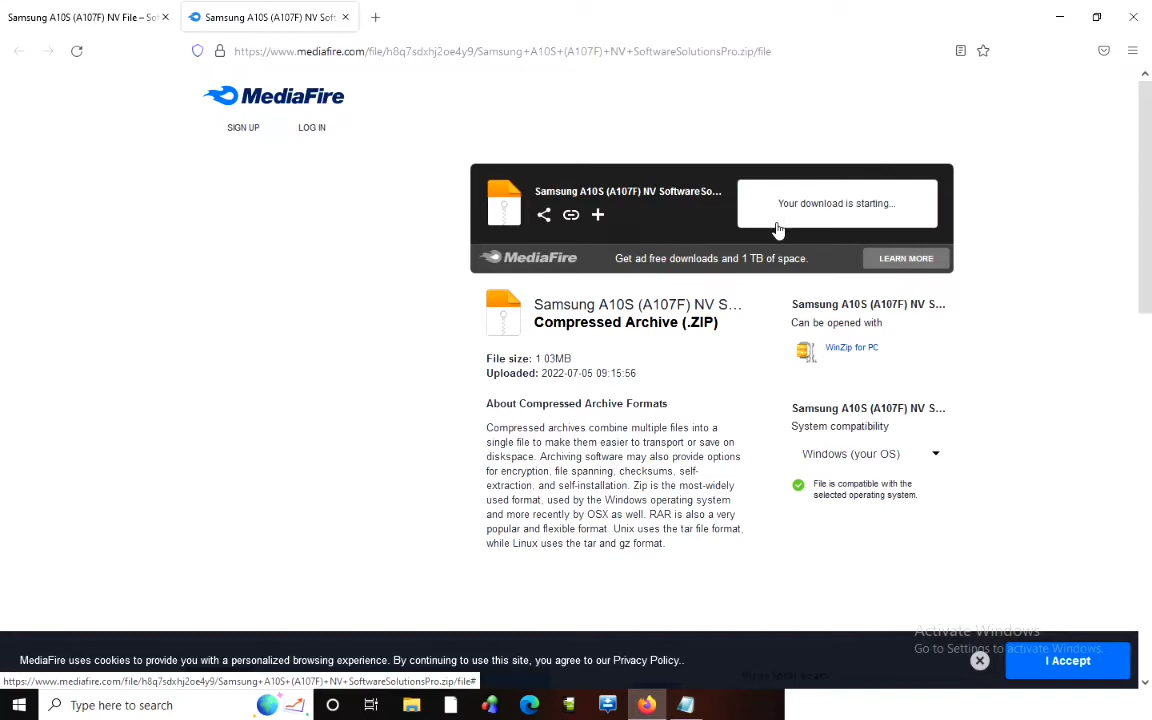 Samsung A10S (A107F) NV File – So
Samsung A10S (A107F) NV Soft
https://www.mediafire.com/file/h8q7sdxhj2oe4y9/Samsung+A10S+(A107F)+NV+SoftwareSolutionsPro.zip/file
MediaFire
SIGN UP LOG IN
Samsung A10S (A107F) NV SoftwareSo...
Your download is starting...
MediaFire Get ad free downloads and 1 TB of space. LEARN MORE
Samsung A10S (A107F) NV S...
Compressed Archive (.ZIP)
File size: 1.03MB
Uploaded: 2022-07-05 09:15:56
About Compressed Archive Formats
Compressed archives combine multiple files into a
single file to make them easier to transport or save on
diskspace. Archiving software may also provide options
for encryption, file spanning, checksums, self-
extraction, and self-installation. Zip is the most-widely
used format, used by the Windows operating system
and more recently by OSX as well. RAR is also a very
popular and flexible format. Unix uses the tar file format,
while Linux uses the tar and gz format.
Samsung A10S (A107F) NV S...
Can be opened with
WinZip for PC
Samsung A10S (A107F) NV S...
System compatibility
Windows (your OS)
File is compatible with the
selected operating system.
Activate Windows
Go to Settings to activate Windows.
MediaFire uses cookies to provide you with a personalized browsing experience. By continuing to use this site, you agree to our Privacy Policy..
I Accept
https://www.mediafire.com/file/h8q7sdxhj2oe4y9/Samsung+A10S+(A107F)+NV+SoftwareSolutionsPro.zip/file#
Type here to search